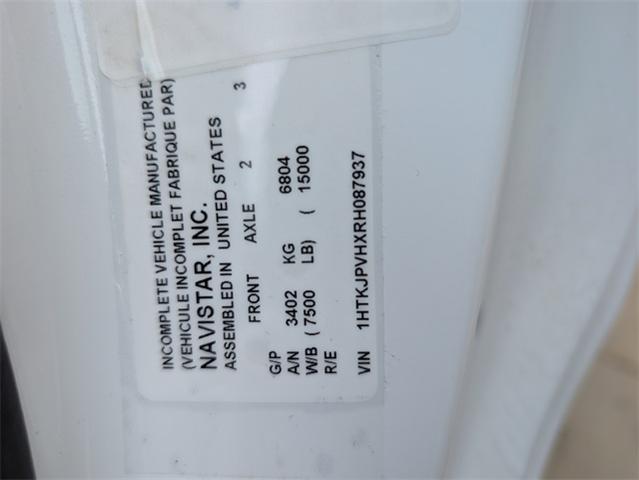 INCOMPLETE VEHICLE MANUFACTURED
(VEHICULE INCOMPLET FABRIQUE PAR)
NAVISTAR, INC.
ASSEMBLED IN UNITED STATES
FRONT AXLE 2 3
G/P
A/N 3402 KG 6804
W/B ( 7500 LB) ( 15000
R/E
VIN 1HTKJPVHXRH087937